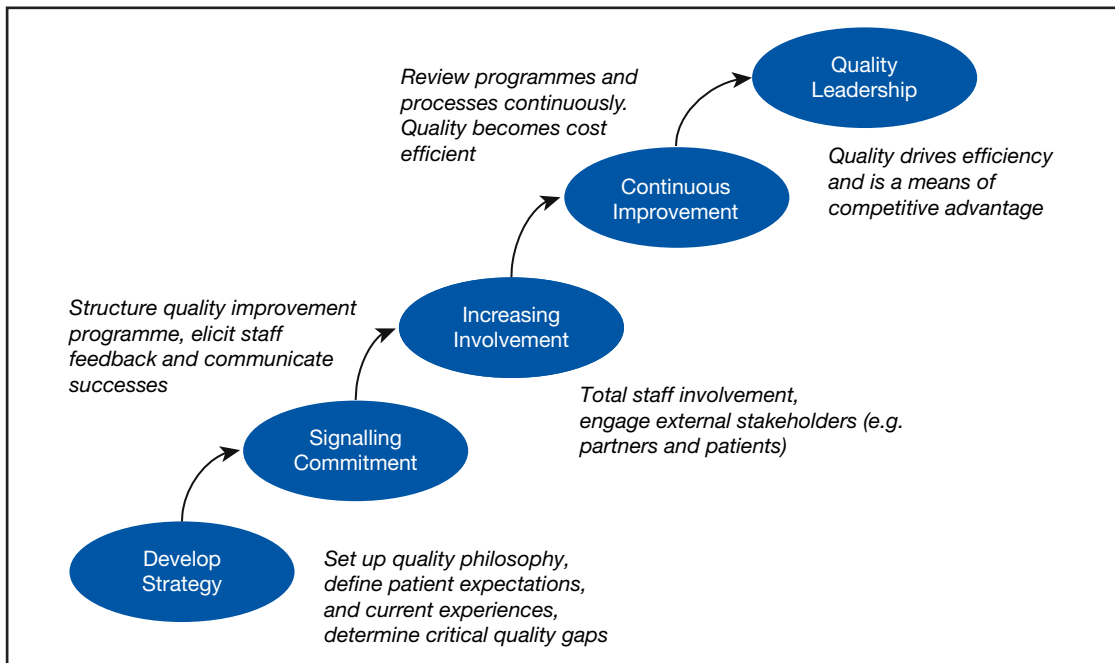 Quality
Leadership
Review programmes and
processes continuously.
Quality becomes cost
efficient
Quality drives efficiency
and is a means of
competitive advantage
Continuous
Improvement
Structure quality improvement
programme, elicit staff
feedback and communicate
successes
Increasing
Involvement
Total staff involvement,
engage external stakeholders (e.g.
partners and patients)
Signalling
Commitment
Develop
Strategy
Set up quality philosophy,
define patient expectations,
and current experiences,
determine critical quality gaps